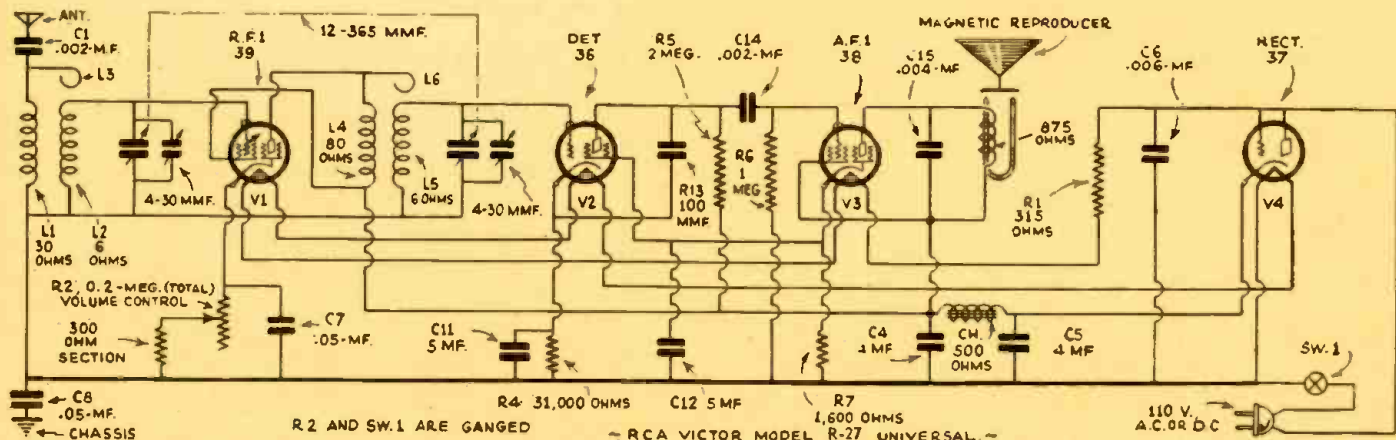 ANT.
C1
.002-M.F.
L3
R.F.1
39
12-365 MMF.
L6
DET
36
R5
2 MEG.
C14
.002-MF
A.F.1
38
C15
.004-MF
MAGNETIC REPRODUCER
C6
.006-MF
RECT.
37
L4
80
OHMS
875
OHMS
4-30 MMF.
V1
L5
6 OHMS
4-30 MMF.
V2
R13
100
MMF
R6
1
MEG
V3
R1
315
OHMS
V4
L1
30
OHMS
L2
6
OHMS
R2, 0.2-MEG.(TOTAL)
VOLUME CONTROL
300
OHM
SECTION
C7
.05-MF.
C11
5 MF.
C4
4 MF
CH.
500
OHMS
C5
4 MF
SW.1
C8
.05-MF.
CHASSIS
R2 AND SW.1 ARE GANGED
R4 31,000 OHMS
C12 5 MF
R7
1,600 OHMS
110 V.
A.C. OR D.C
~ RCA VICTOR MODEL R-27 UNIVERSAL. ~